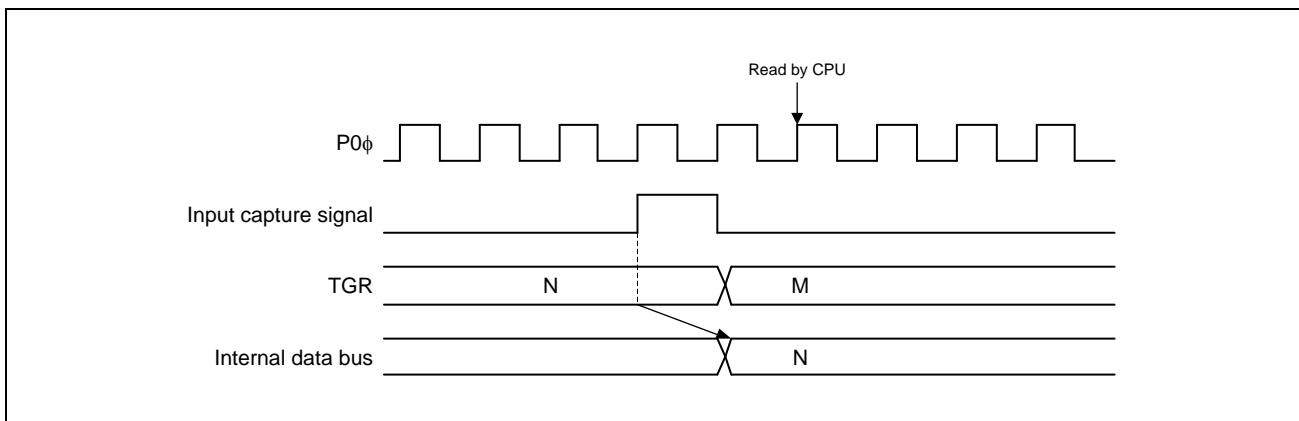 Read by CPU
P0ϕ
Input capture signal
TGR N M
Internal data bus N